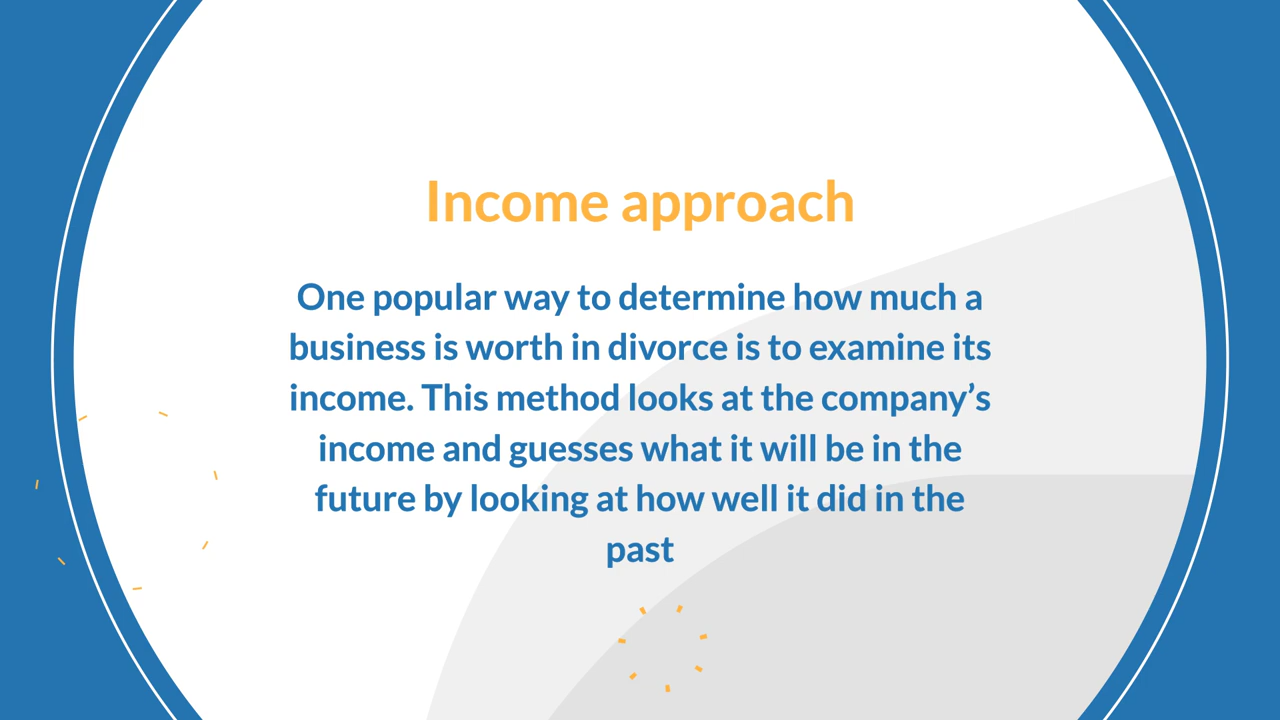 Income approach
One popular way to determine how much a
business is worth in divorce is to examine its
income. This method looks at the company’s
income and guesses what it will be in the
future by looking at how well it did in the
past